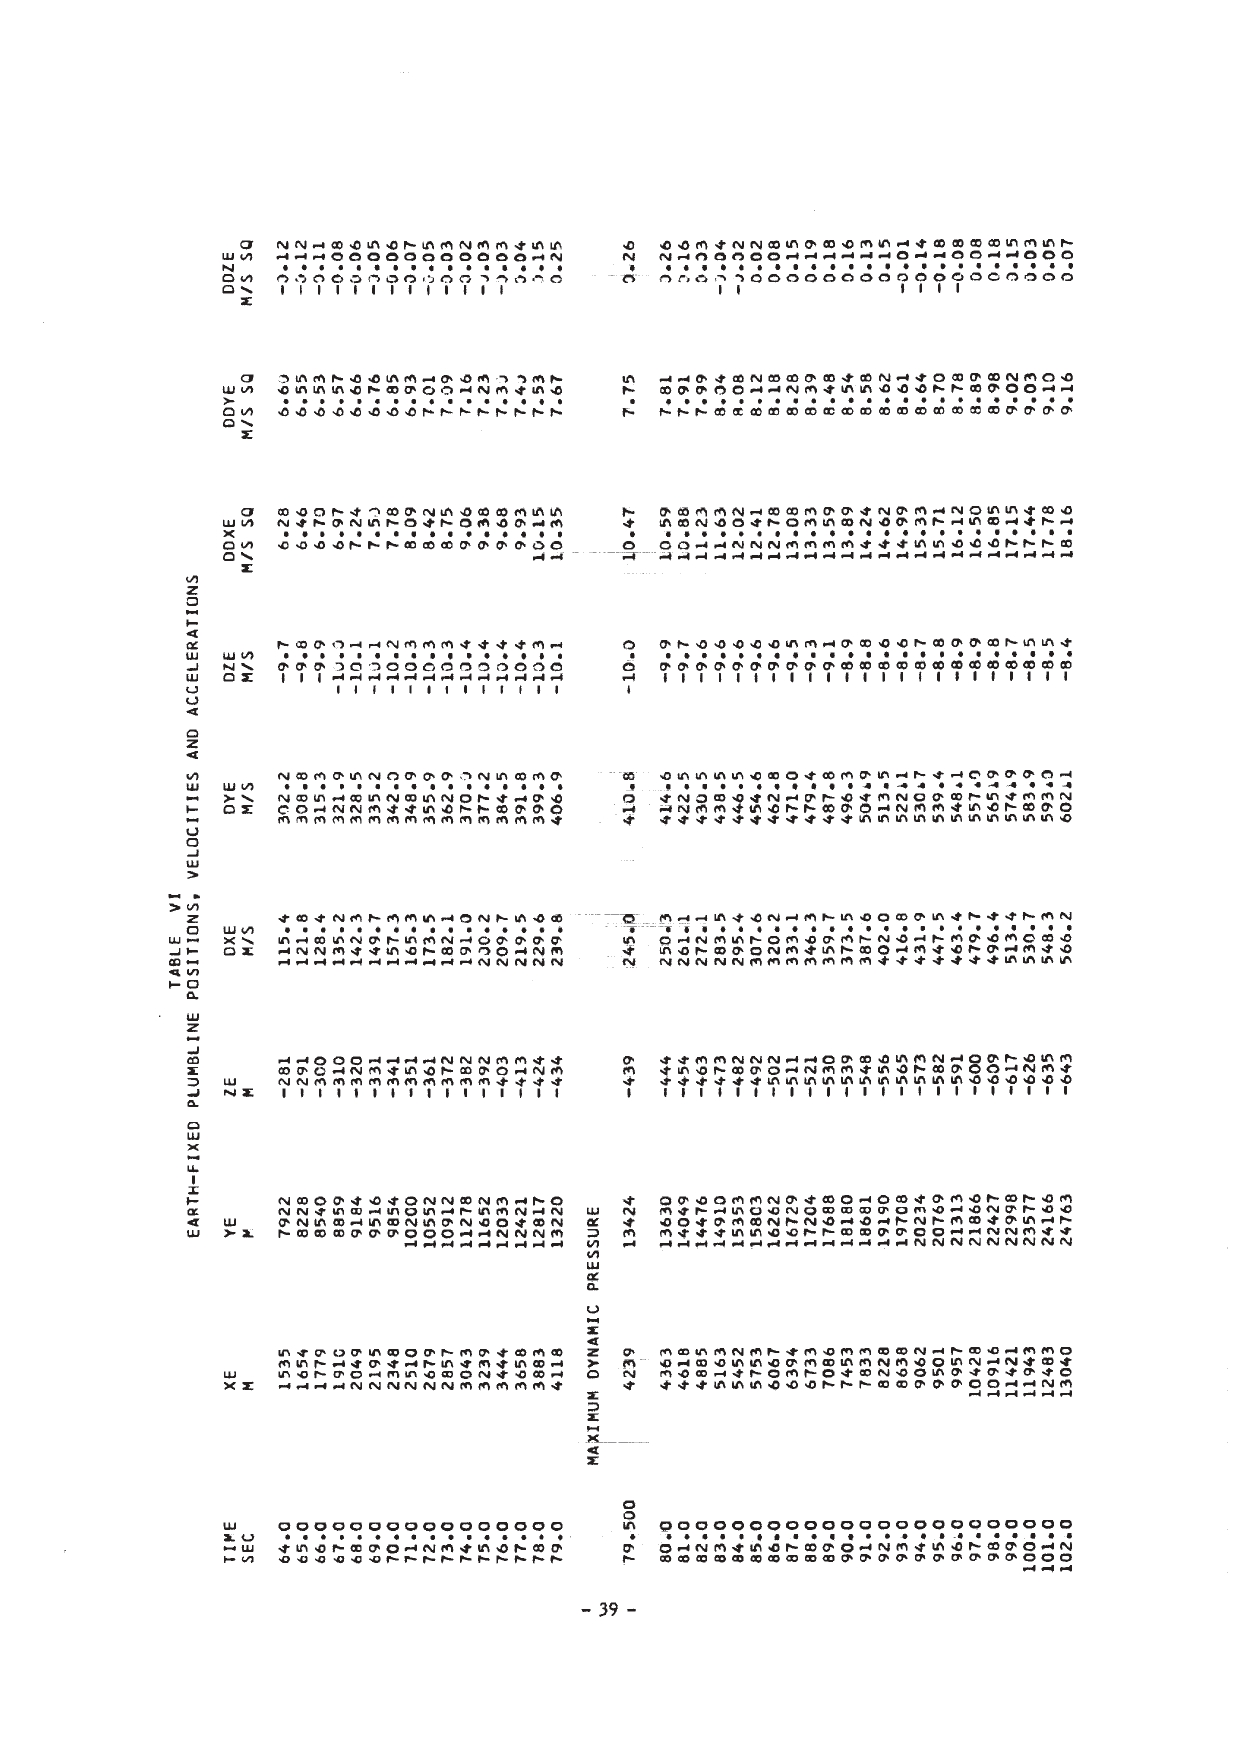 TABLE VI
EARTH-FIXED PLUMBLINE POSITIONS, VELOCITIES AND ACCELERATIONS
TIME XE YE ZE DXE DYE DZE DDXE DDYE DDZE
SEC M M M M/S M/S M/S M/S SQ M/S SQ M/S SQ
64.0 1535 7922 -281 115.4 302.2 -9.7 6.28 6.60 -0.12
65.0 1654 8228 -291 121.8 308.8 -9.8 6.46 6.55 -0.12
66.0 1779 8540 -300 128.4 315.3 -9.9 6.70 6.53 -0.11
67.0 1910 8859 -310 135.2 321.9 -10.0 6.97 6.57 -0.08
68.0 2049 9184 -320 142.3 328.5 -10.1 7.24 6.66 -0.06
69.0 2195 9516 -331 149.7 335.2 -10.1 7.50 6.76 -0.05
70.0 2348 9854 -341 157.3 342.0 -10.2 7.78 6.85 -0.06
71.0 2510 10200 -351 165.3 348.9 -10.3 8.09 6.93 -0.07
72.0 2679 10552 -361 173.5 355.9 -10.3 8.42 7.01 -0.05
73.0 2857 10912 -372 182.1 362.9 -10.3 8.75 7.09 -0.03
74.0 3043 11278 -382 191.0 370.0 -10.4 9.06 7.16 -0.02
75.0 3239 11652 -392 200.2 377.2 -10.4 9.38 7.23 -0.03
76.0 3444 12033 -403 209.7 384.5 -10.4 9.68 7.30 -0.03
77.0 3658 12421 -413 219.5 391.8 -10.4 9.93 7.40 0.04
78.0 3883 12817 -424 229.6 399.3 -10.3 10.15 7.53 0.15
79.0 4118 13220 -434 239.8 406.9 -10.1 10.35 7.67 0.25
MAXIMUM DYNAMIC PRESSURE
79.500 4239 13424 -439 245.0 410.8 -10.0 10.47 7.75 0.26
80.0 4363 13630 -444 250.3 414.6 -9.9 10.59 7.81 0.26
81.0 4618 14049 -454 261.1 422.5 -9.7 10.88 7.91 0.16
82.0 4885 14476 -463 272.1 430.5 -9.6 11.23 7.99 0.03
83.0 5163 14910 -473 283.5 438.5 -9.6 11.63 8.04 -0.04
84.0 5452 15353 -482 295.4 446.5 -9.6 12.02 8.08 -0.02
85.0 5753 15803 -492 307.6 454.6 -9.6 12.41 8.12 0.02
86.0 6067 16262 -502 320.2 462.8 -9.6 12.78 8.18 0.08
87.0 6394 16729 -511 333.1 471.0 -9.5 13.08 8.28 0.15
88.0 6733 17204 -521 346.3 479.4 -9.3 13.33 8.39 0.19
89.0 7086 17688 -530 359.7 487.8 -9.1 13.59 8.48 0.18
90.0 7453 18180 -539 373.5 496.3 -8.9 13.89 8.54 0.16
91.0 7833 18681 -548 387.6 504.9 -8.8 14.24 8.58 0.13
92.0 8228 19190 -556 402.0 513.5 -8.6 14.62 8.62 0.15
93.0 8638 19708 -565 416.8 522.1 -8.6 14.99 8.61 -0.01
94.0 9062 20234 -573 431.9 530.7 -8.7 15.33 8.64 -0.14
95.0 9501 20769 -582 447.5 539.4 -8.8 15.71 8.70 -0.18
96.0 9957 21313 -591 463.4 548.1 -8.9 16.12 8.78 -0.08
97.0 10428 21866 -600 479.7 557.0 -8.9 16.50 8.89 0.08
98.0 10916 22427 -609 496.4 565.9 -8.8 16.85 8.98 0.18
99.0 11421 22998 -617 513.4 574.9 -8.7 17.15 9.02 0.15
100.0 11943 23577 -626 530.7 583.9 -8.5 17.44 9.03 0.03
101.0 12483 24166 -635 548.3 593.0 -8.5 17.78 9.10 0.05
102.0 13040 24763 -643 566.2 602.1 -8.4 18.16 9.16 0.07
- 39 -